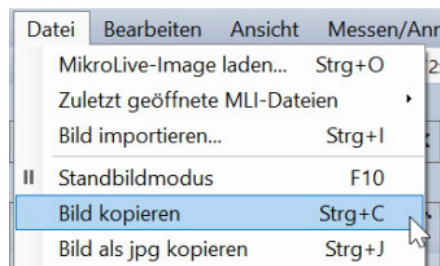 Datei Bearbeiten Ansicht Messen/Anr
MikroLive-Image laden... Strg+O
Zuletzt geöffnete MLI-Dateien
Bild importieren... Strg+I
Standbildmodus F10
Bild kopieren Strg+C
Bild als jpg kopieren Strg+J